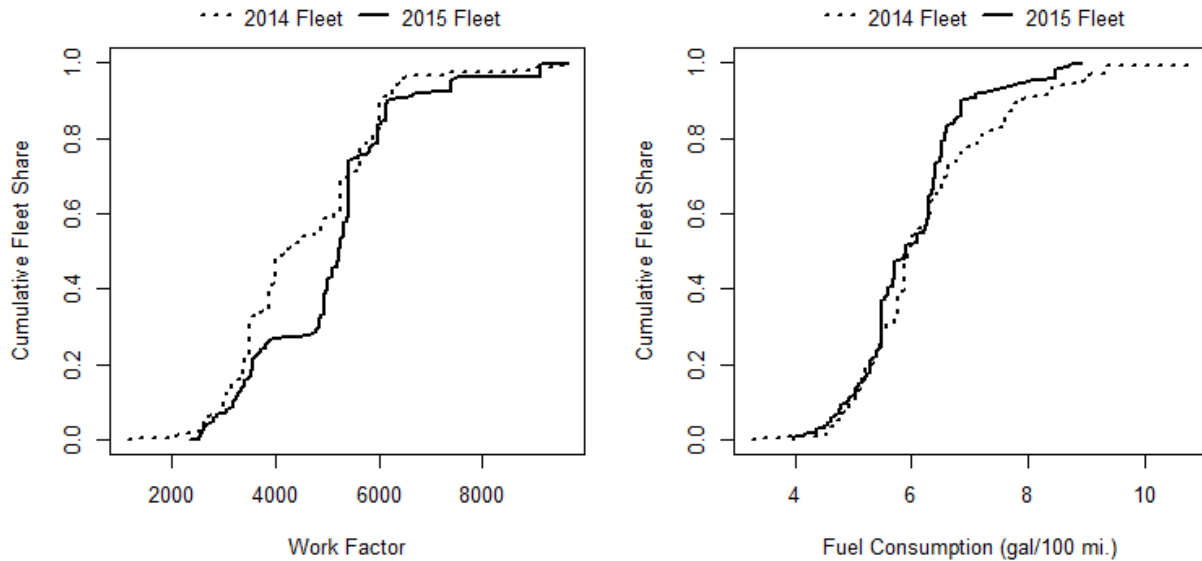 2014 Fleet 2015 Fleet
Cumulative Fleet Share
1.0
0.8
0.6
0.4
0.2
0.0
2000 4000 6000 8000
Work Factor
2014 Fleet 2015 Fleet
Cumulative Fleet Share
1.0
0.8
0.6
0.4
0.2
0.0
4 6 8 10
Fuel Consumption (gal/100 mi.)